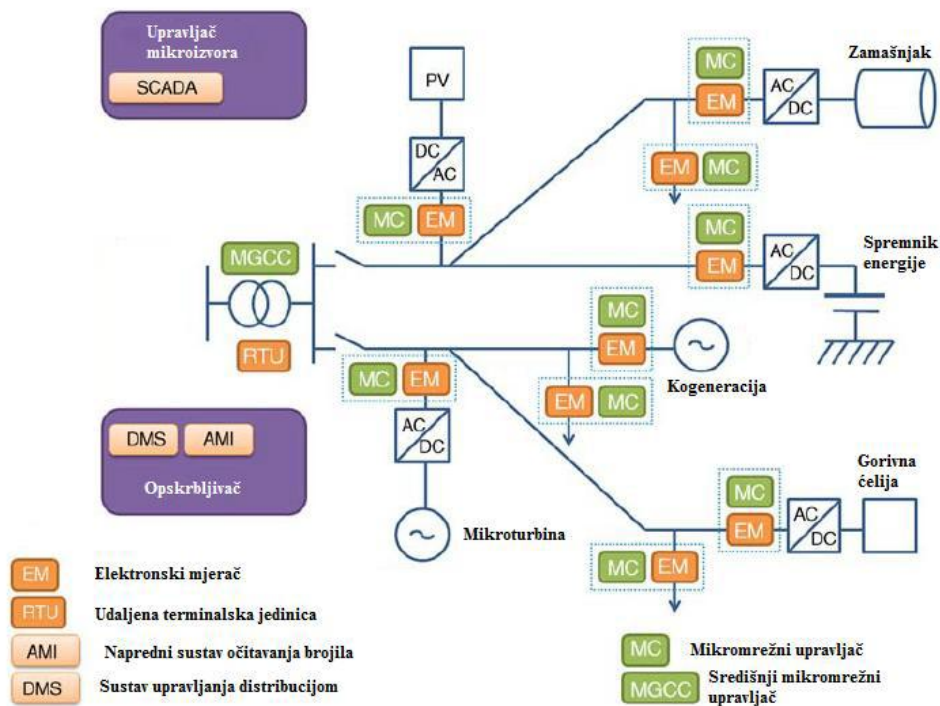 Upravljač
mikroizvora
SCADA
PV
DC
AC
MC
EM
MC
EM
AC
DC
Zamašnjak
EM
MC
MGCC
RTU
MC
EM
AC
DC
Spremnik
energije
MC
EM
Kogeneracija
EM
MC
MC
EM
AC
DC
Mikroturbina
DMS
AMI
Opskrbljivač
MC
EM
AC
DC
Gorivna
ćelija
MC
EM
EM
Elektronski mjerač
RTU
Udaljena terminalska jedinica
AMI
Napredni sustav očitavanja brojila
DMS
Sustav upravljanja distribucijom
MC
Mikromrežni upravljač
MGCC
Središnji mikromrežni
upravljač